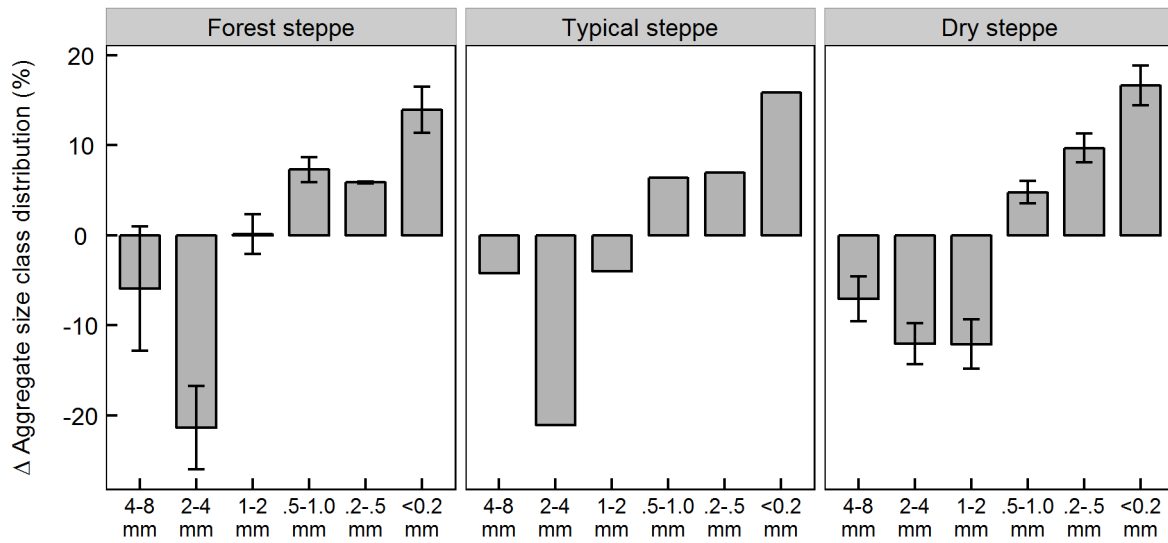 Forest steppe
Typical steppe
Dry steppe
Δ Aggregate size class distribution (%)
20
10
0
-10
-20
4-8
mm
2-4
mm
1-2
mm
.5-1.0
mm
.2-.5
mm
<0.2
mm
4-8
mm
2-4
mm
1-2
mm
.5-1.0
mm
.2-.5
mm
<0.2
mm
4-8
mm
2-4
mm
1-2
mm
.5-1.0
mm
.2-.5
mm
<0.2
mm